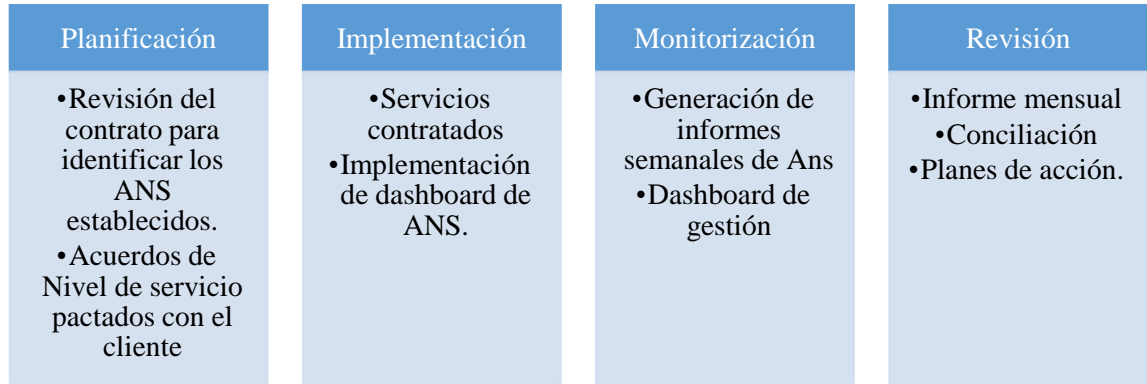 Planificación
•Revisión del
contrato para
identificar los
ANS
establecidos.
•Acuerdos de
Nivel de servicio
pactados con el
cliente
Implementación
•Servicios
contratados
•Implementación
de dashboard de
ANS.
Monitorización
•Generación de
informes
semanales de Ans
•Dashboard de
gestión
Revisión
•Informe mensual
•Conciliación
•Planes de acción.